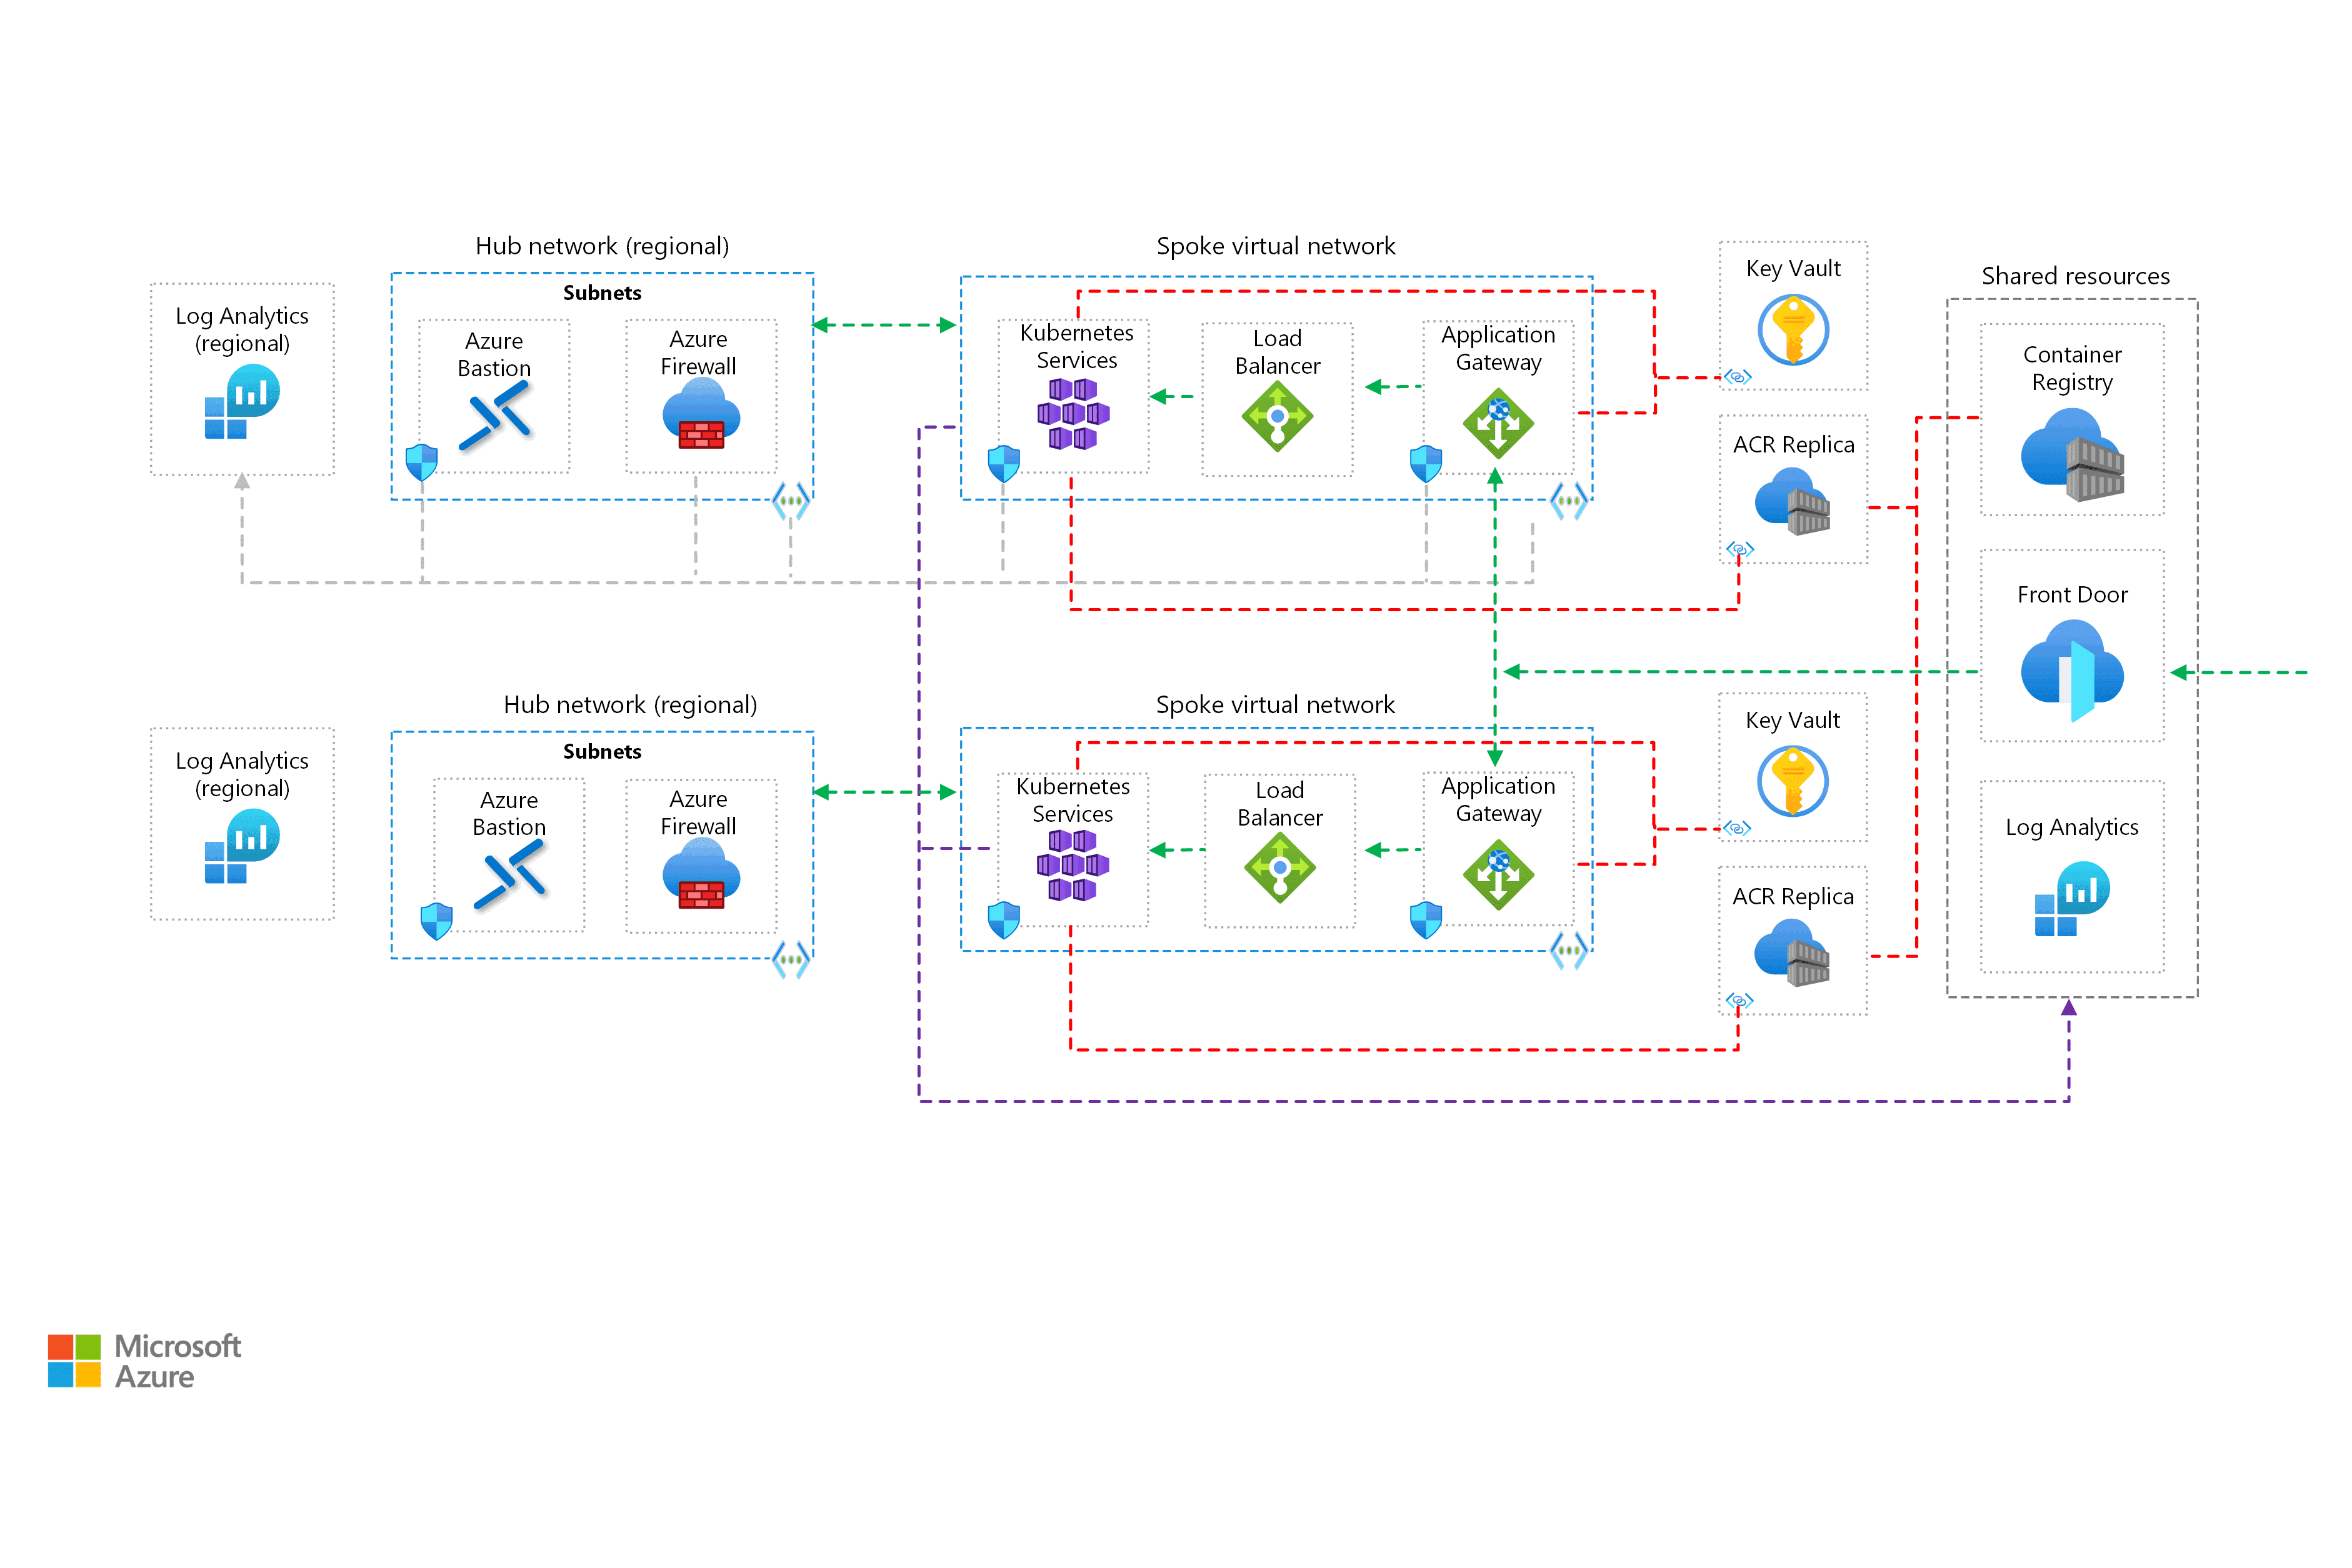 Hub network (regional)
Spoke virtual network
Shared resources
Log Analytics
(regional)
Subnets
Azure
Bastion
Azure
Firewall
Kubernetes
Services
Load
Balancer
Application
Gateway
Key Vault
ACR Replica
Container
Registry
Front Door
Log Analytics
Hub network (regional)
Spoke virtual network
Log Analytics
(regional)
Subnets
Azure
Bastion
Azure
Firewall
Kubernetes
Services
Load
Balancer
Application
Gateway
Key Vault
ACR Replica
Microsoft
Azure